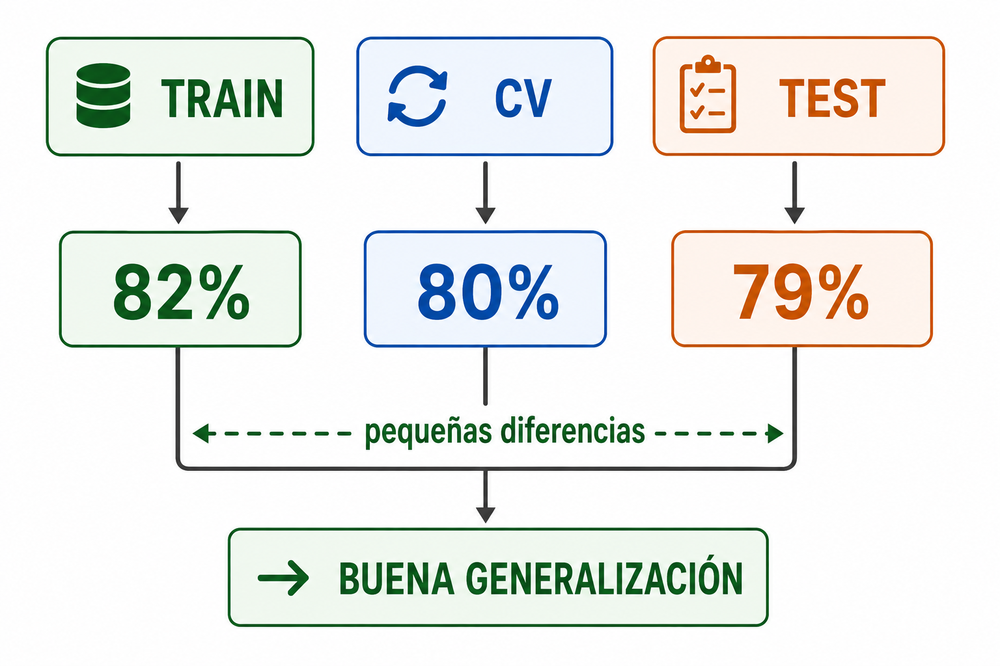 TRAIN
CV
TEST
82%
80%
79%
pequeñas diferencias
BUENA GENERALIZACIÓN